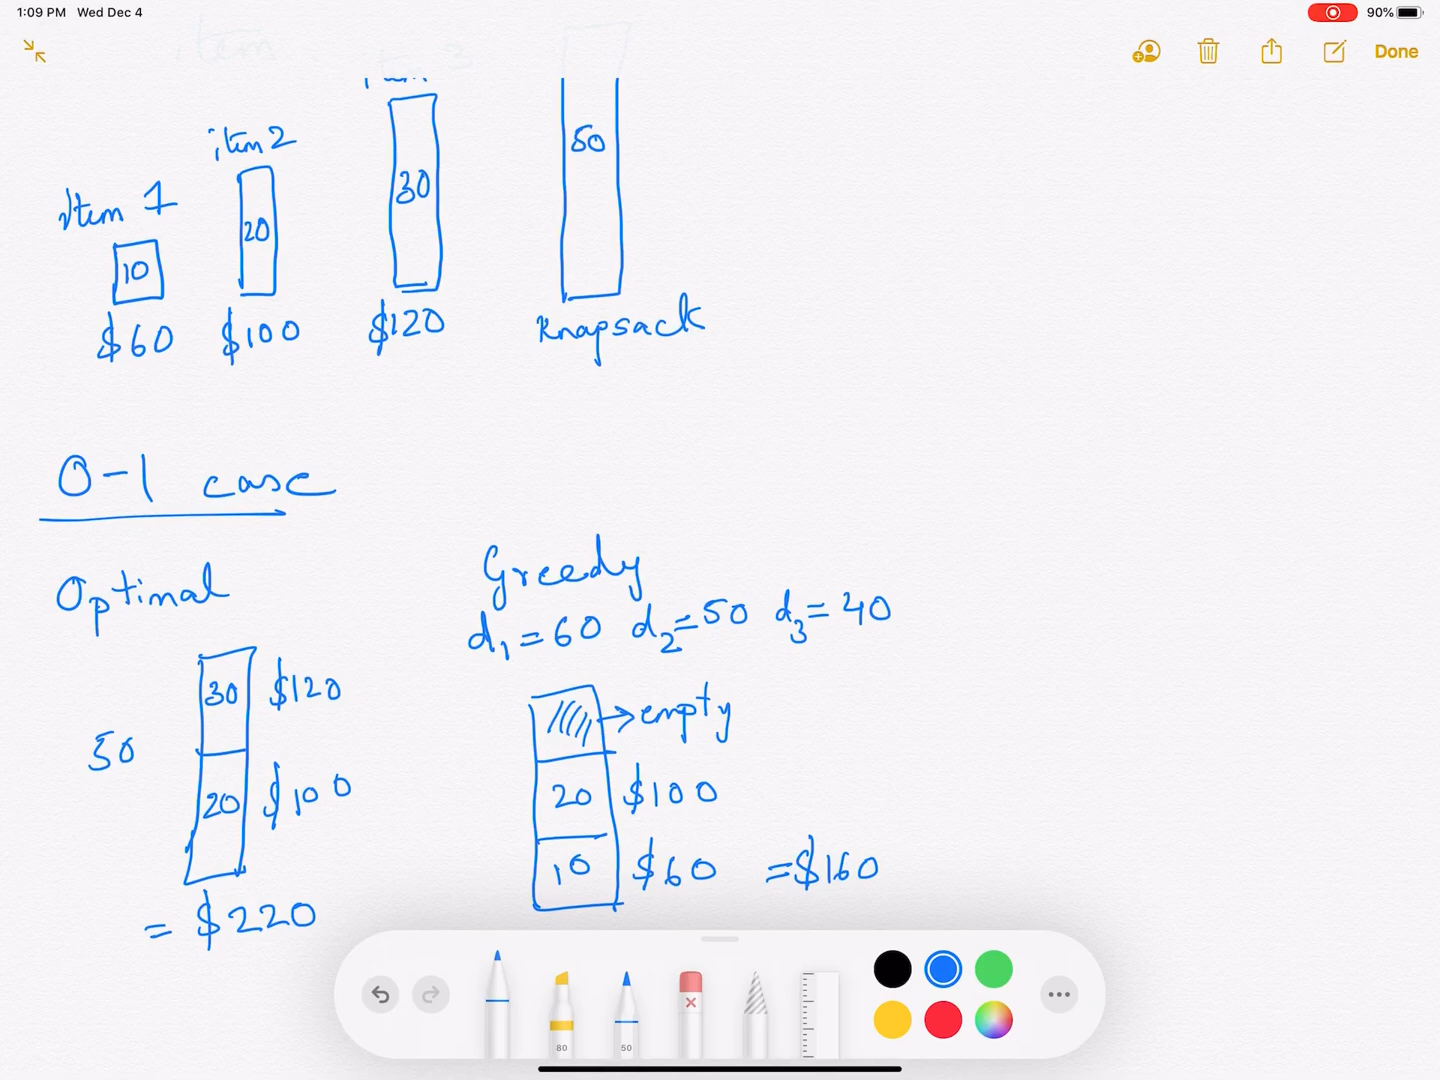 1:09 PM Wed Dec 4
90%
Done
item
item 2
item 1
10
20
30
50
$60
$100
$120
Knapsack
0-1 case
Optimal
Greedy
d1=60 d2=50 d3=40
30 $120
50
20 $100
= $220
→empty
20 $100
10 $60 =$160
80
50